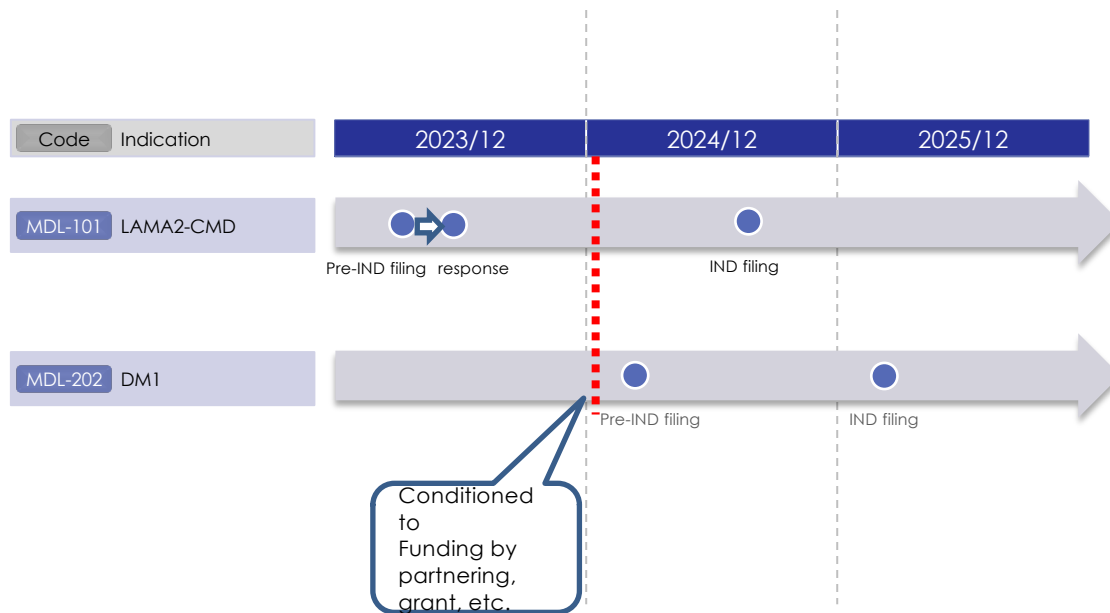 Code Indication 2023/12 2024/12 2025/12
MDL-101 LAMA2-CMD
Pre-IND filing response IND filing
MDL-202 DM1
Pre-IND filing IND filing
Conditioned
to
Funding by
partnering,
grant, etc.